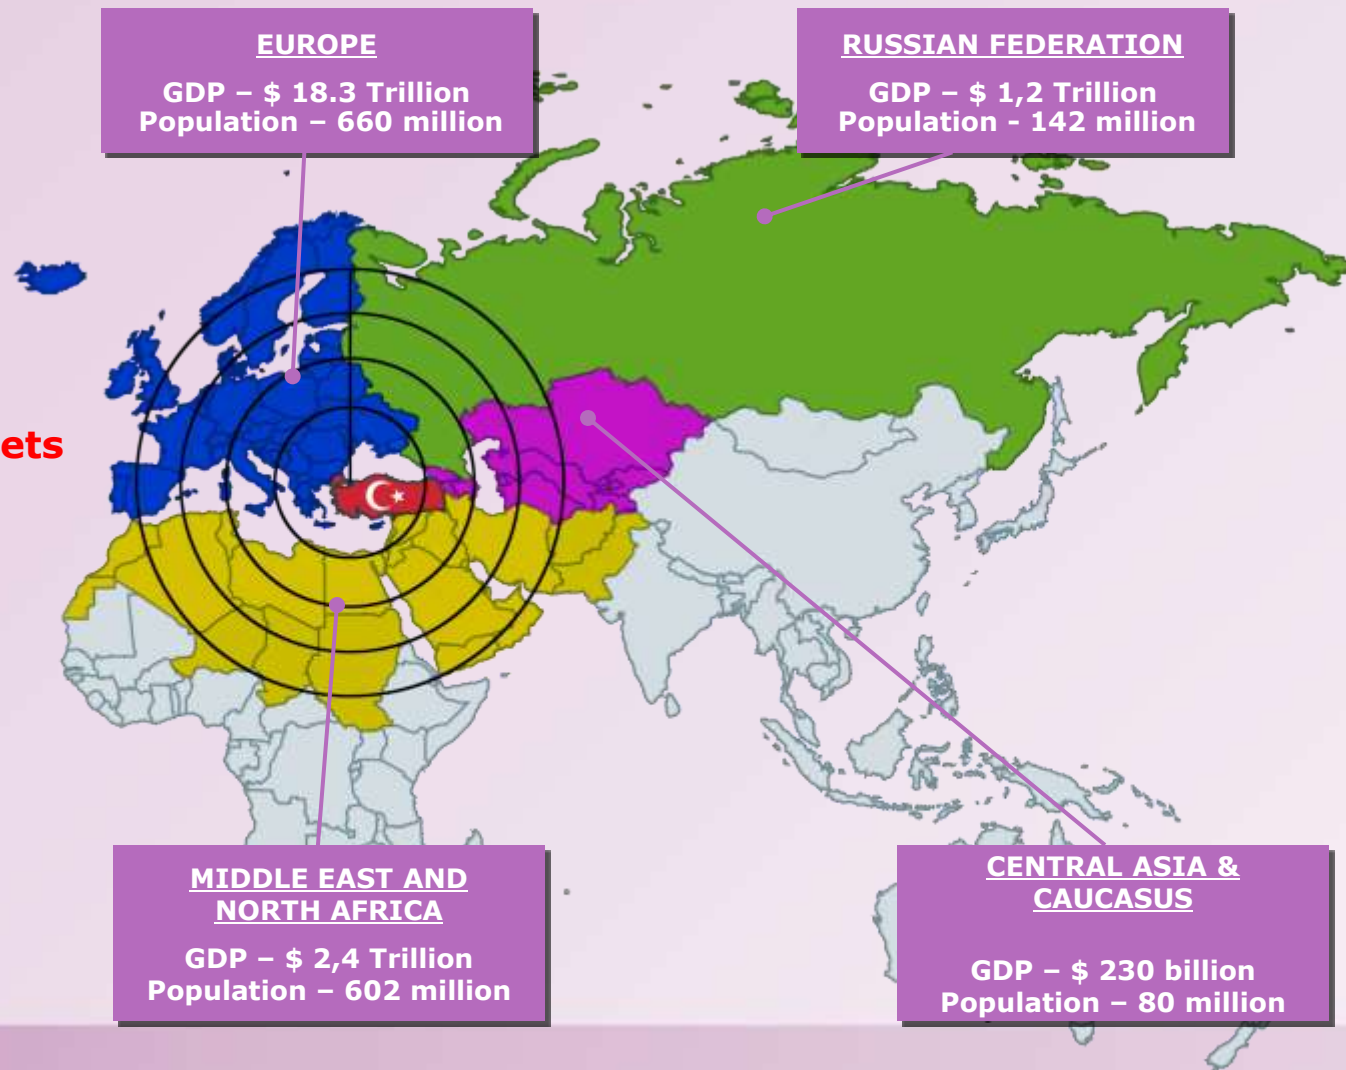 EUROPE
GDP – $ 18.3 Trillion
Population – 660 million
RUSSIAN FEDERATION
GDP – $ 1,2 Trillion
Population - 142 million
ets
MIDDLE EAST AND
NORTH AFRICA
GDP – $ 2,4 Trillion
Population – 602 million
CENTRAL ASIA &
CAUCASUS
GDP – $ 230 billion
Population – 80 million